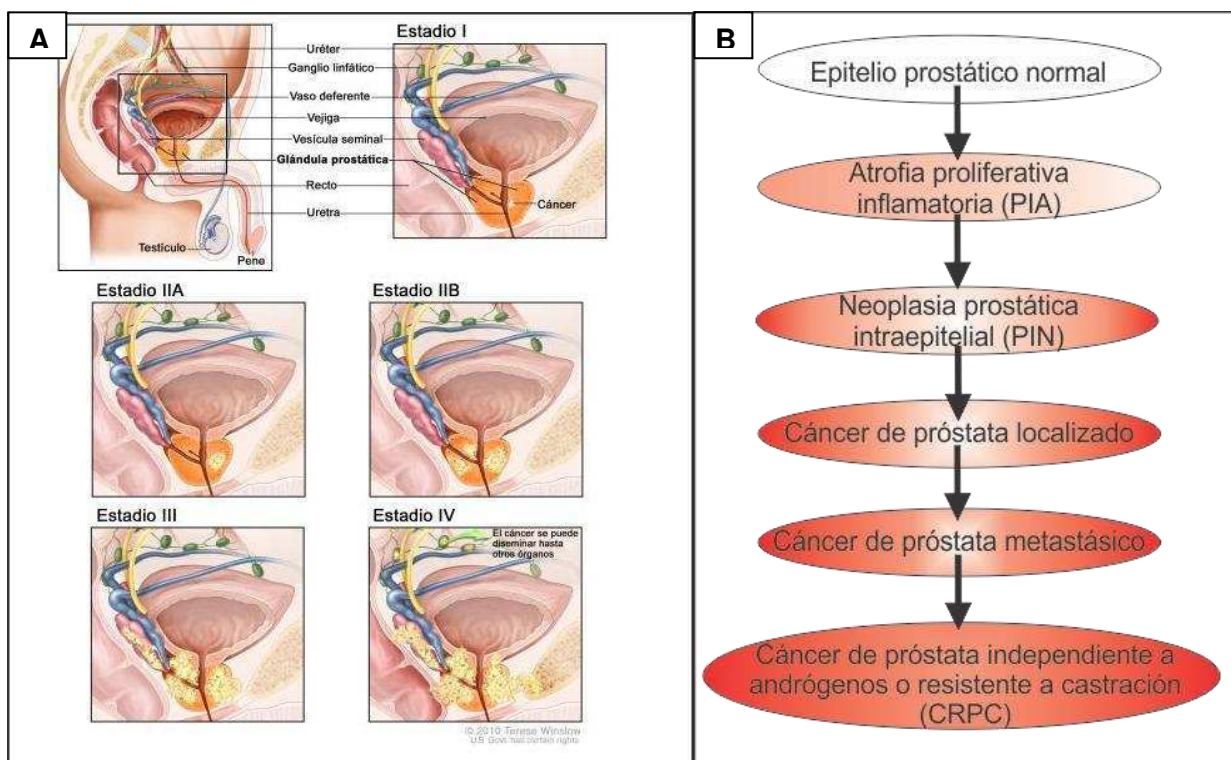 A
Estadio I
Uréter
Ganglio linfático
Vaso deferente
Vejiga
Vesícula seminal
Glándula prostática
Recto
Uretra
Cáncer
Testículo
Pene
Estadio IIA
Estadio IIB
Estadio III
Estadio IV
El cáncer se puede
diseminar hasta
otros órganos
© 2010 Terese Winslow
U.S. Govt. has certain rights
B
Epitelio prostático normal
Atrofia proliferativa
inflamatoria (PIA)
Neoplasia prostática
intraepitelial (PIN)
Cáncer de próstata localizado
Cáncer de próstata metastásico
Cáncer de próstata independiente a
andrógenos o resistente a castración
(CRPC)